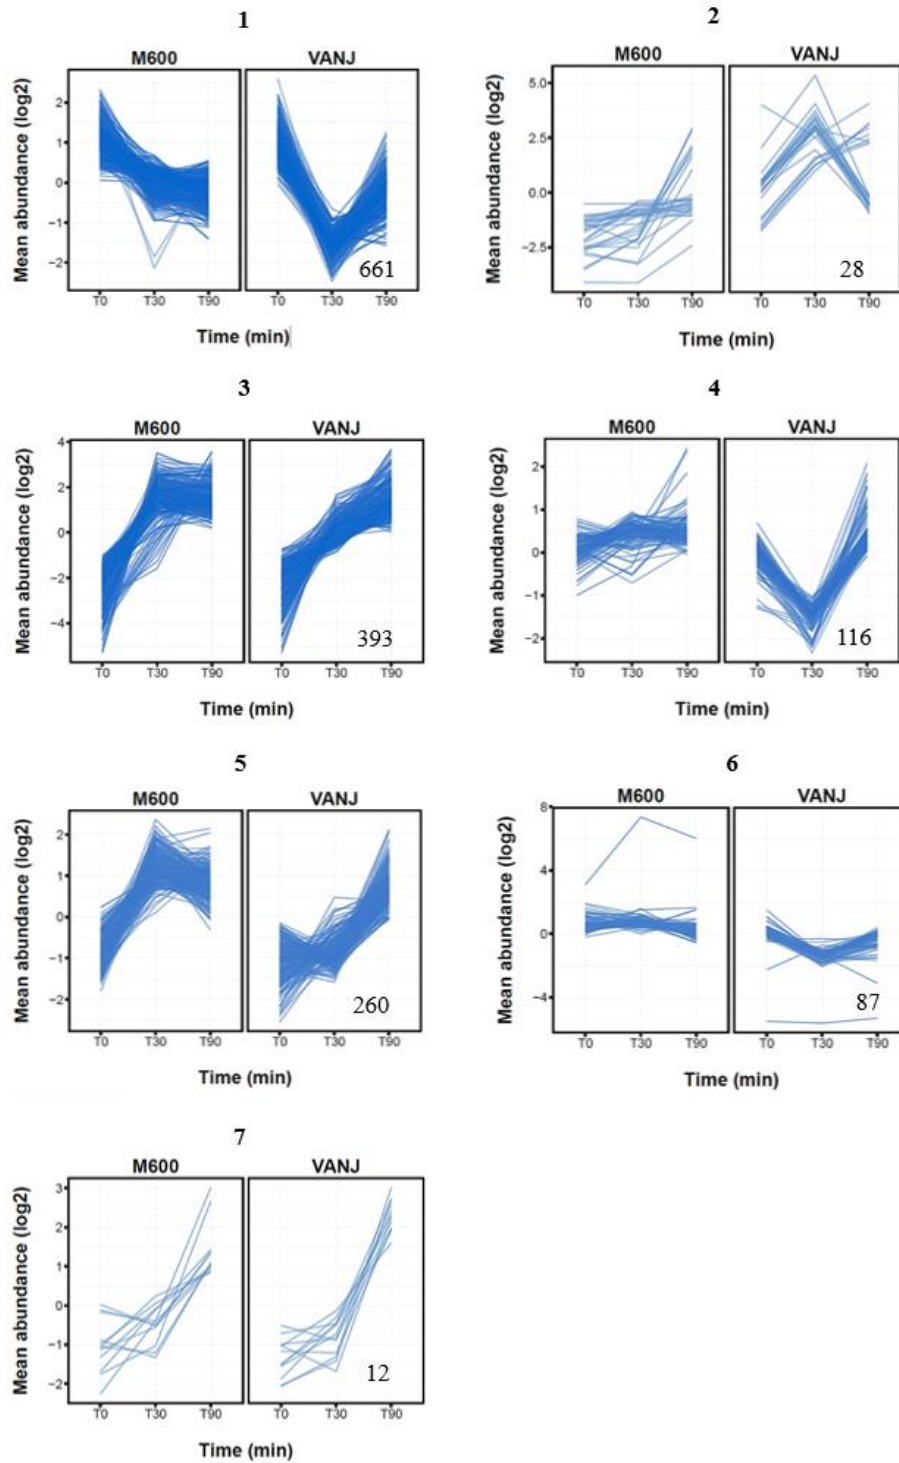 1
M600 VANJ
Mean abundance (log2)
2
1
0
−1
−2
661
T0 T30 T90 T0 T30 T90
Time (min)
2
M600 VANJ
Mean abundance (log2)
5.0
2.5
0.0
−2.5
28
T0 T30 T90 T0 T30 T90
Time (min)
3
M600 VANJ
Mean abundance (log2)
4
2
0
−2
−4
393
T0 T30 T90 T0 T30 T90
Time (min)
4
M600 VANJ
Mean abundance (log2)
2
1
0
−1
−2
116
T0 T30 T90 T0 T30 T90
Time (min)
5
M600 VANJ
Mean abundance (log2)
2
1
0
−1
−2
260
T0 T30 T90 T0 T30 T90
Time (min)
6
M600 VANJ
Mean abundance (log2)
8
4
0
−4
87
T0 T30 T90 T0 T30 T90
Time (min)
7
M600 VANJ
Mean abundance (log2)
3
2
1
0
−1
−2
12
T0 T30 T90 T0 T30 T90
Time (min)